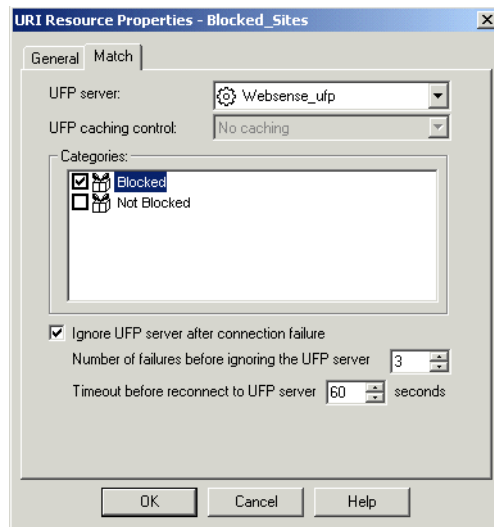 URI Resource Properties - Blocked_Sites
General Match
UFP server: Websense_ufp
UFP caching control: No caching
Categories:
Blocked
Not Blocked
Ignore UFP server after connection failure
Number of failures before ignoring the UFP server 3
Timeout before reconnect to UFP server 60 seconds
OK Cancel Help